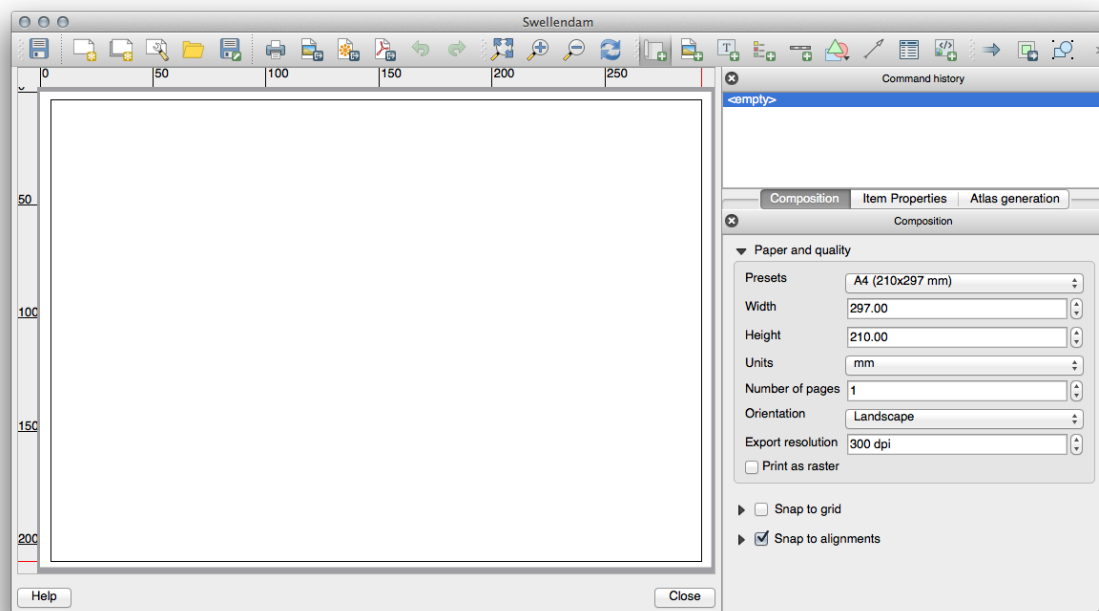 Swellendam
0 50 100 150 200 250
50
100
150
200
Command history
<empty>
Composition Item Properties Atlas generation
Composition
Paper and quality
Presets A4 (210x297 mm)
Width 297.00
Height 210.00
Units mm
Number of pages 1
Orientation Landscape
Export resolution 300 dpi
Print as raster
Snap to grid
Snap to alignments
Help Close